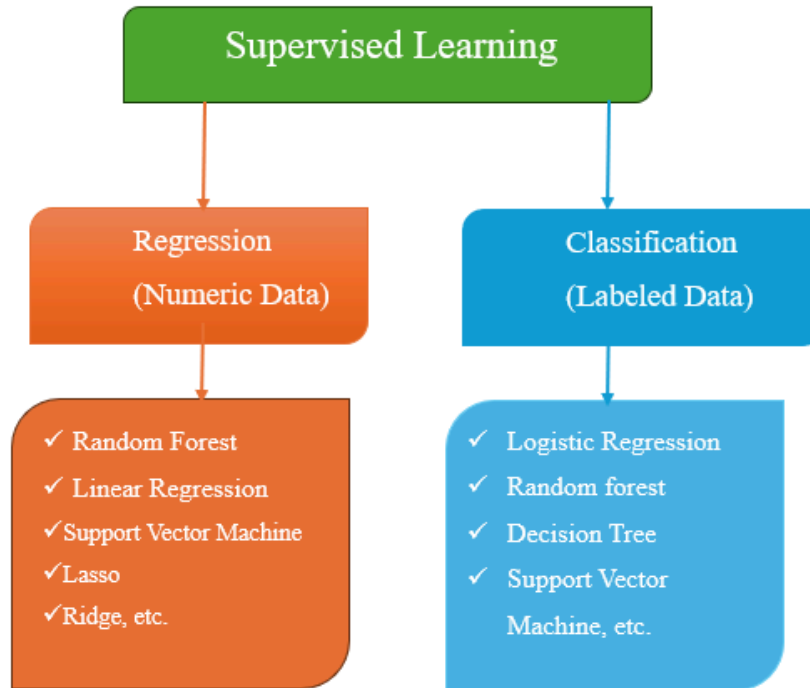 Supervised Learning
Regression
(Numeric Data)
✓ Random Forest
✓ Linear Regression
✓ Support Vector Machine
✓ Lasso
✓ Ridge, etc.
Classification
(Labeled Data)
✓ Logistic Regression
✓ Random forest
✓ Decision Tree
✓ Support Vector
Machine, etc.